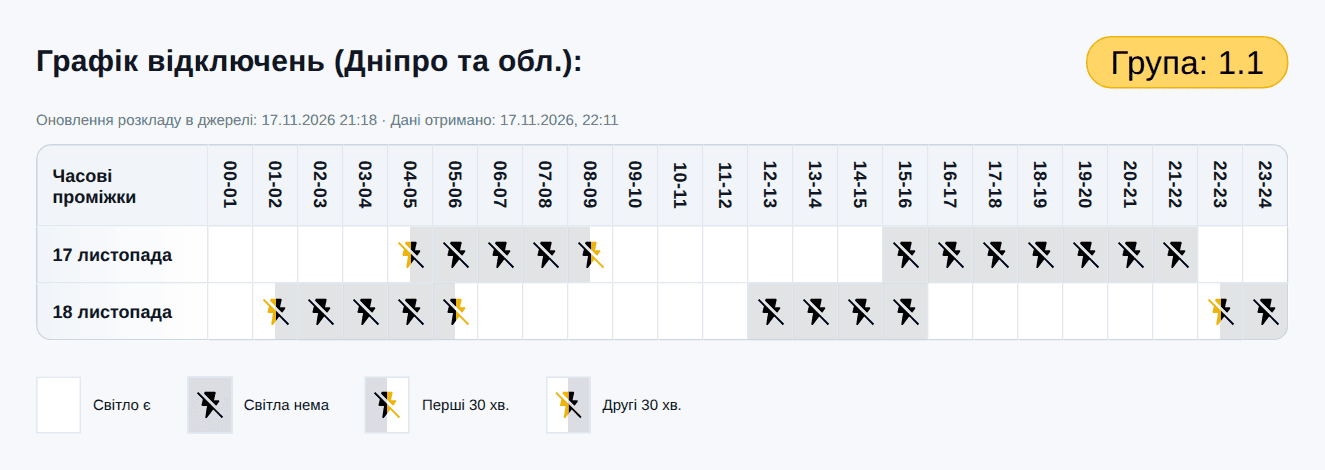 Графік відключень (Дніпро та обл.):
Група: 1.1
Оновлення розкладу в джерелі: 17.11.2026 21:18 · Дані отримано: 17.11.2026, 22:11
Часові
проміжки
00-01
01-02
02-03
03-04
04-05
05-06
06-07
07-08
08-09
09-10
10-11
11-12
12-13
13-14
14-15
15-16
16-17
17-18
18-19
19-20
20-21
21-22
22-23
23-24
17 листопада
18 листопада
Світло є
Світла нема
Перші 30 хв.
Другі 30 хв.